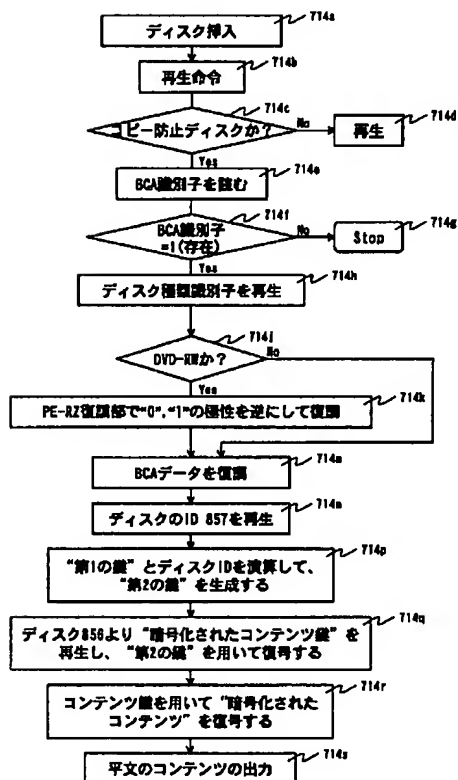 714a
ディスク挿入
714b
再生命令
714c
コピー防止ディスクか?
No
714d
再生
Yes
714e
BCA識別子を読む
714f
BCA識別子
=1(存在)
No
714g
Stop
Yes
714h
ディスク種類識別子を再生
714j
DVD-RWか?
No
Yes
714k
PE-RZ復調部で“0”,“1”の極性を逆にして復調
714m
BCAデータを復調
714n
ディスクのID 857を再生
714p
“第1の鍵”とディスクIDを演算して、
“第2の鍵”を生成する
714q
ディスク856より“暗号化されたコンテンツ鍵”を
再生し、“第2の鍵”を用いて復号する
714r
コンテンツ鍵を用いて“暗号化された
コンテンツ”を復号する
714s
平文のコンテンツの出力